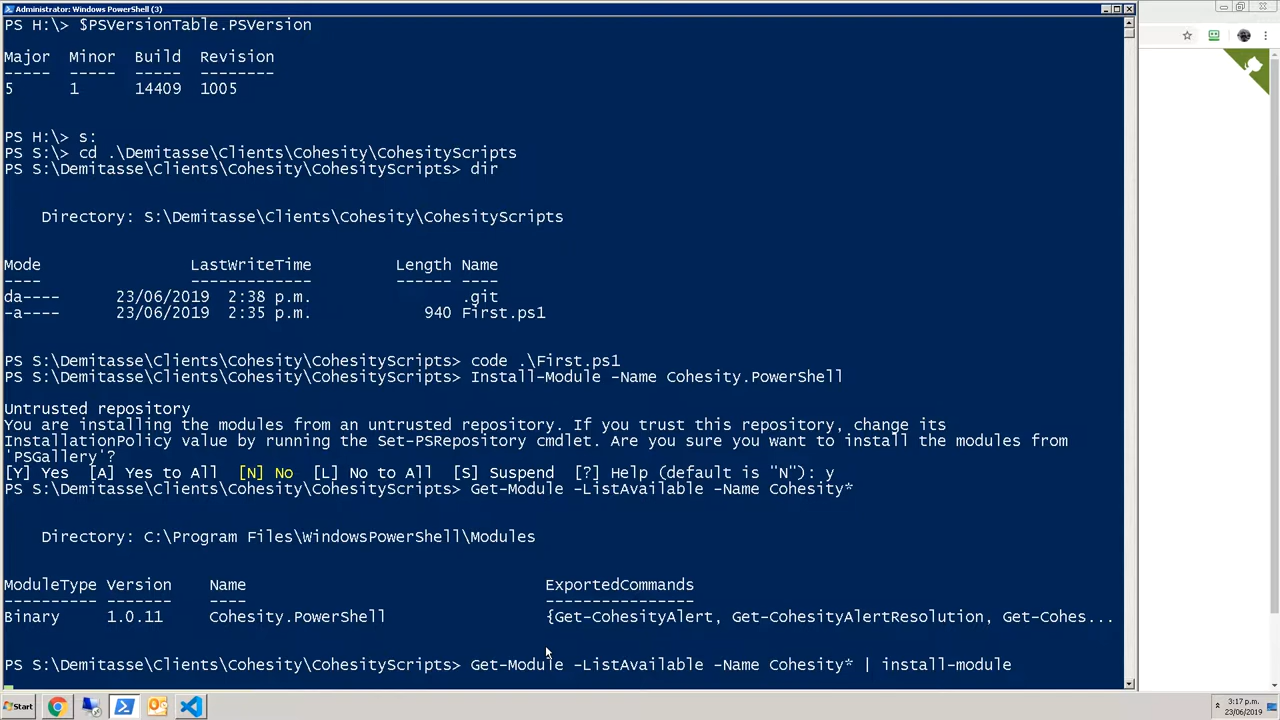 Administrator: Windows PowerShell (3)
PS H:\> $PSVersionTable.PSVersion
Major  Minor  Build  Revision
-----  -----  -----  --------
5      1      14409  1005
PS H:\> s:
PS S:\> cd .\Demitasse\Clients\Cohesity\CohesityScripts
PS S:\Demitasse\Clients\Cohesity\CohesityScripts> dir
    Directory: S:\Demitasse\Clients\Cohesity\CohesityScripts
Mode                LastWriteTime         Length Name
----                -------------         ------ ----
da----      23/06/2019  2:38 p.m.                .git
-a----      23/06/2019  2:35 p.m.            940 First.ps1
PS S:\Demitasse\Clients\Cohesity\CohesityScripts> code .\First.ps1
PS S:\Demitasse\Clients\Cohesity\CohesityScripts> Install-Module -Name Cohesity.PowerShell
Untrusted repository
You are installing the modules from an untrusted repository. If you trust this repository, change its
InstallationPolicy value by running the Set-PSRepository cmdlet. Are you sure you want to install the modules from
'PSGallery'?
[Y] Yes  [A] Yes to All  [N] No  [L] No to All  [S] Suspend  [?] Help (default is "N"): y
PS S:\Demitasse\Clients\Cohesity\CohesityScripts> Get-Module -ListAvailable -Name Cohesity*
    Directory: C:\Program Files\WindowsPowerShell\Modules
ModuleType Version    Name                                ExportedCommands
---------- -------    ----                                ----------------
Binary     1.0.11     Cohesity.PowerShell                 {Get-CohesityAlert, Get-CohesityAlertResolution, Get-Cohes...
PS S:\Demitasse\Clients\Cohesity\CohesityScripts> Get-Module -ListAvailable -Name Cohesity* | install-module
Start
3:17 p.m.
23/06/2019